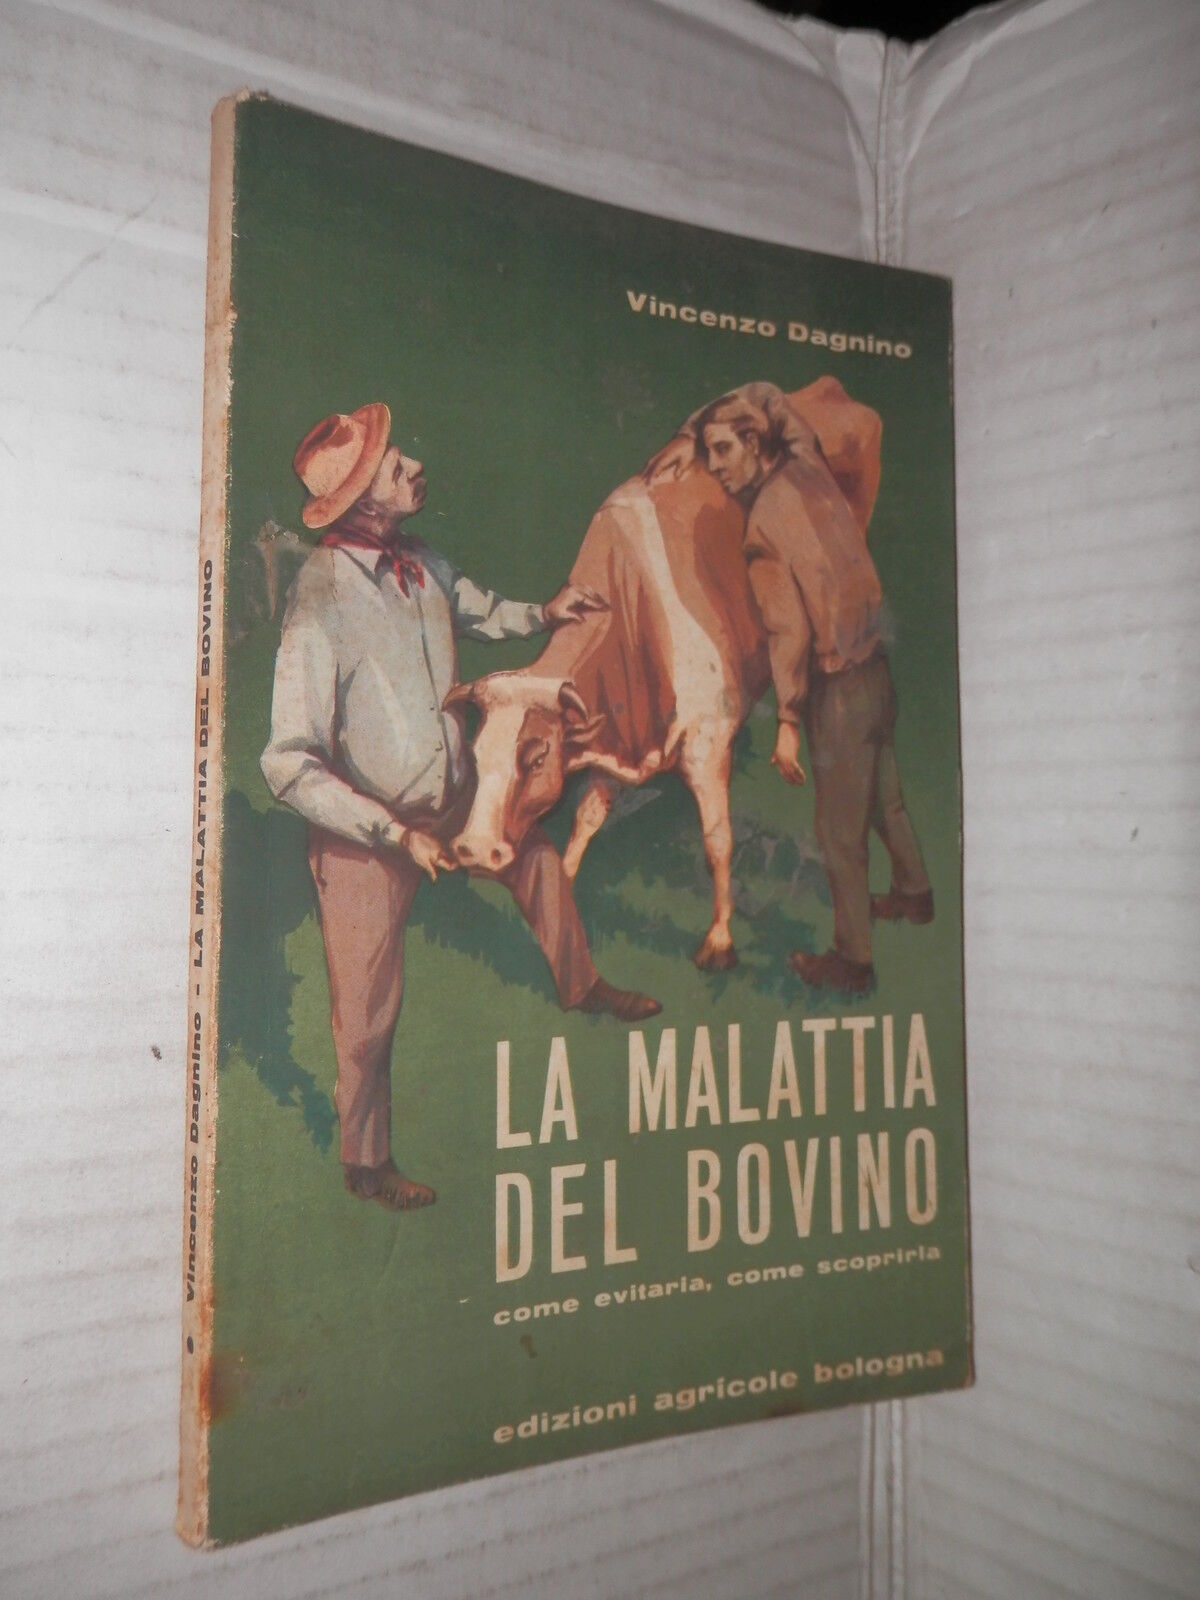 Vincenzo Dagnino
LA MALATTIA
DEL BOVINO
come evitarla, come scoprirla
edizioni agricole bologna
Vincenzo Dagnino - LA MALATTIA DEL BOVINO